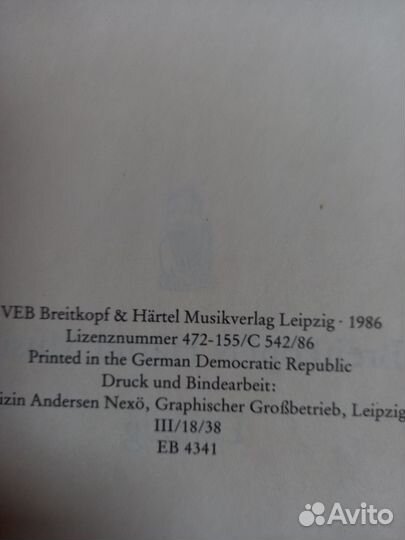 VEB Breitkopf & Härtel Musikverlag Leipzig · 1986
Lizenznummer 472-155/C 542/86
Printed in the German Democratic Republic
Druck und Bindearbeit:
izin Andersen Nexö, Graphischer Großbetrieb, Leipzig
III/18/38
EB 4341
Avito